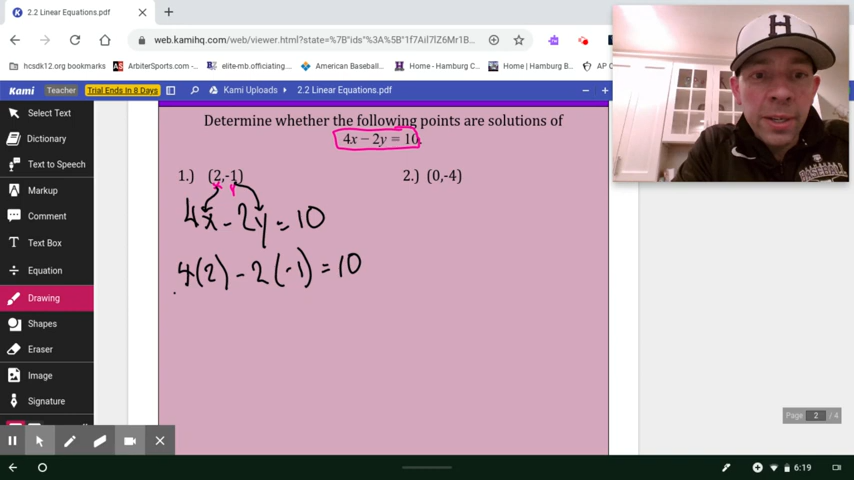 2.2 Linear Equations.pdf
web.kamihq.com/web/viewer.html?state=%7B"ids"%3A%5B"1f7Ail7lZ6Mr1B...
hcsdk12.org bookmarks ArbiterSports.com -... elite-mb.officiating... American Baseball... Home - Hamburg C... Hamburg | Home B... AP C
Kami Teacher Trial Ends In 8 Days Kami Uploads 2.2 Linear Equations.pdf
Select Text
Dictionary
Text to Speech
Markup
Comment
Text Box
Equation
Drawing
Shapes
Eraser
Image
Signature
Determine whether the following points are solutions of
4x − 2y = 10.
1.) (2,-1) 2.) (0,-4)
x y
4x - 2y = 10
4(2) - 2(-1) = 10
H
Page 2 / 4
6:19